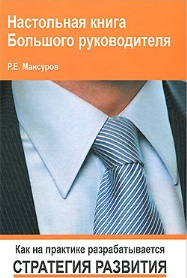 Настольная книга
Большого руководителя
Р.Е. Мансуров
Как на практике разрабатывается
СТРАТЕГИЯ РАЗВИТИЯ